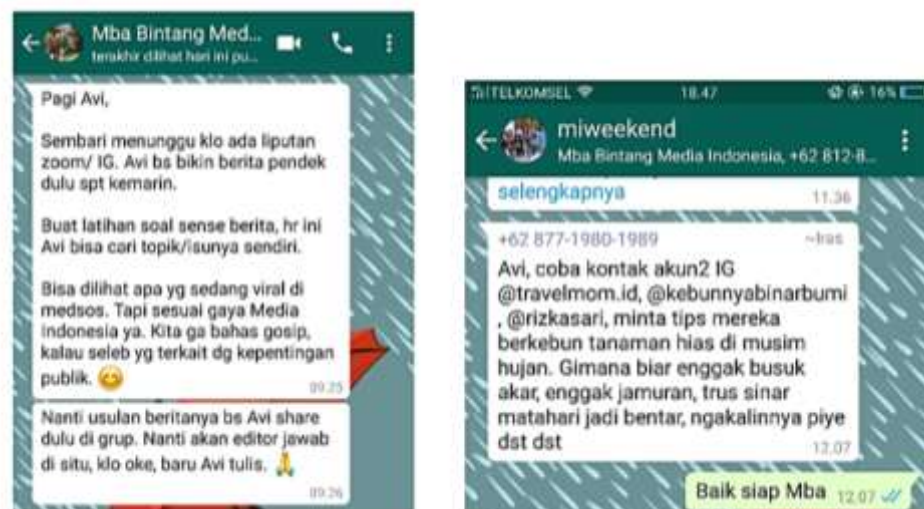 Mba Bintang Med...
terakhir dilihat hari ini pu...
Pagi Avi,
Sembari menunggu klo ada liputan
zoom/ IG. Avi bs bikin berita pendek
dulu spt kemarin.
Buat latihan soal sense berita, hr ini
Avi bisa cari topik/isunya sendiri.
Bisa dilihat apa yg sedang viral di
medsos. Tapi sesuai gaya Media
Indonesia ya. Kita ga bahas gosip,
kalau seleb yg terkait dg kepentingan
publik. 😊
09.25
Nanti usulan beritanya bs Avi share
dulu di grup. Nanti akan editor jawab
di situ, klo oke, baru Avi tulis. 🙏
09.26
TELKOMSEL 18.47 16%
miweekend
Mba Bintang Media Indonesia, +62 812-8...
selengkapnya
11.36
+62 877-1980-1989 ~Iras
Avi, coba kontak akun2 IG
@travelmom.id, @kebunnyabinarbumi
, @rizkasari, minta tips mereka
berkebun tanaman hias di musim
hujan. Gimana biar enggak busuk
akar, enggak jamuran, trus sinar
matahari jadi bentar, ngakalinnya piye
dst dst
12.07
Baik siap Mba 12.07